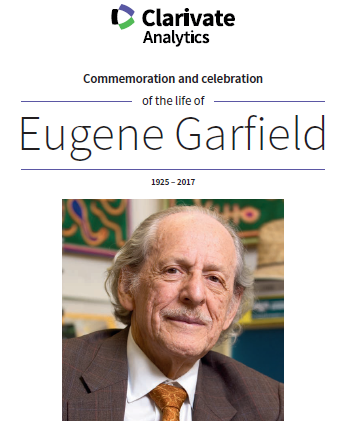 Clarivate
Analytics
Commemoration and celebration
of the life of
Eugene Garfield
1925 – 2017